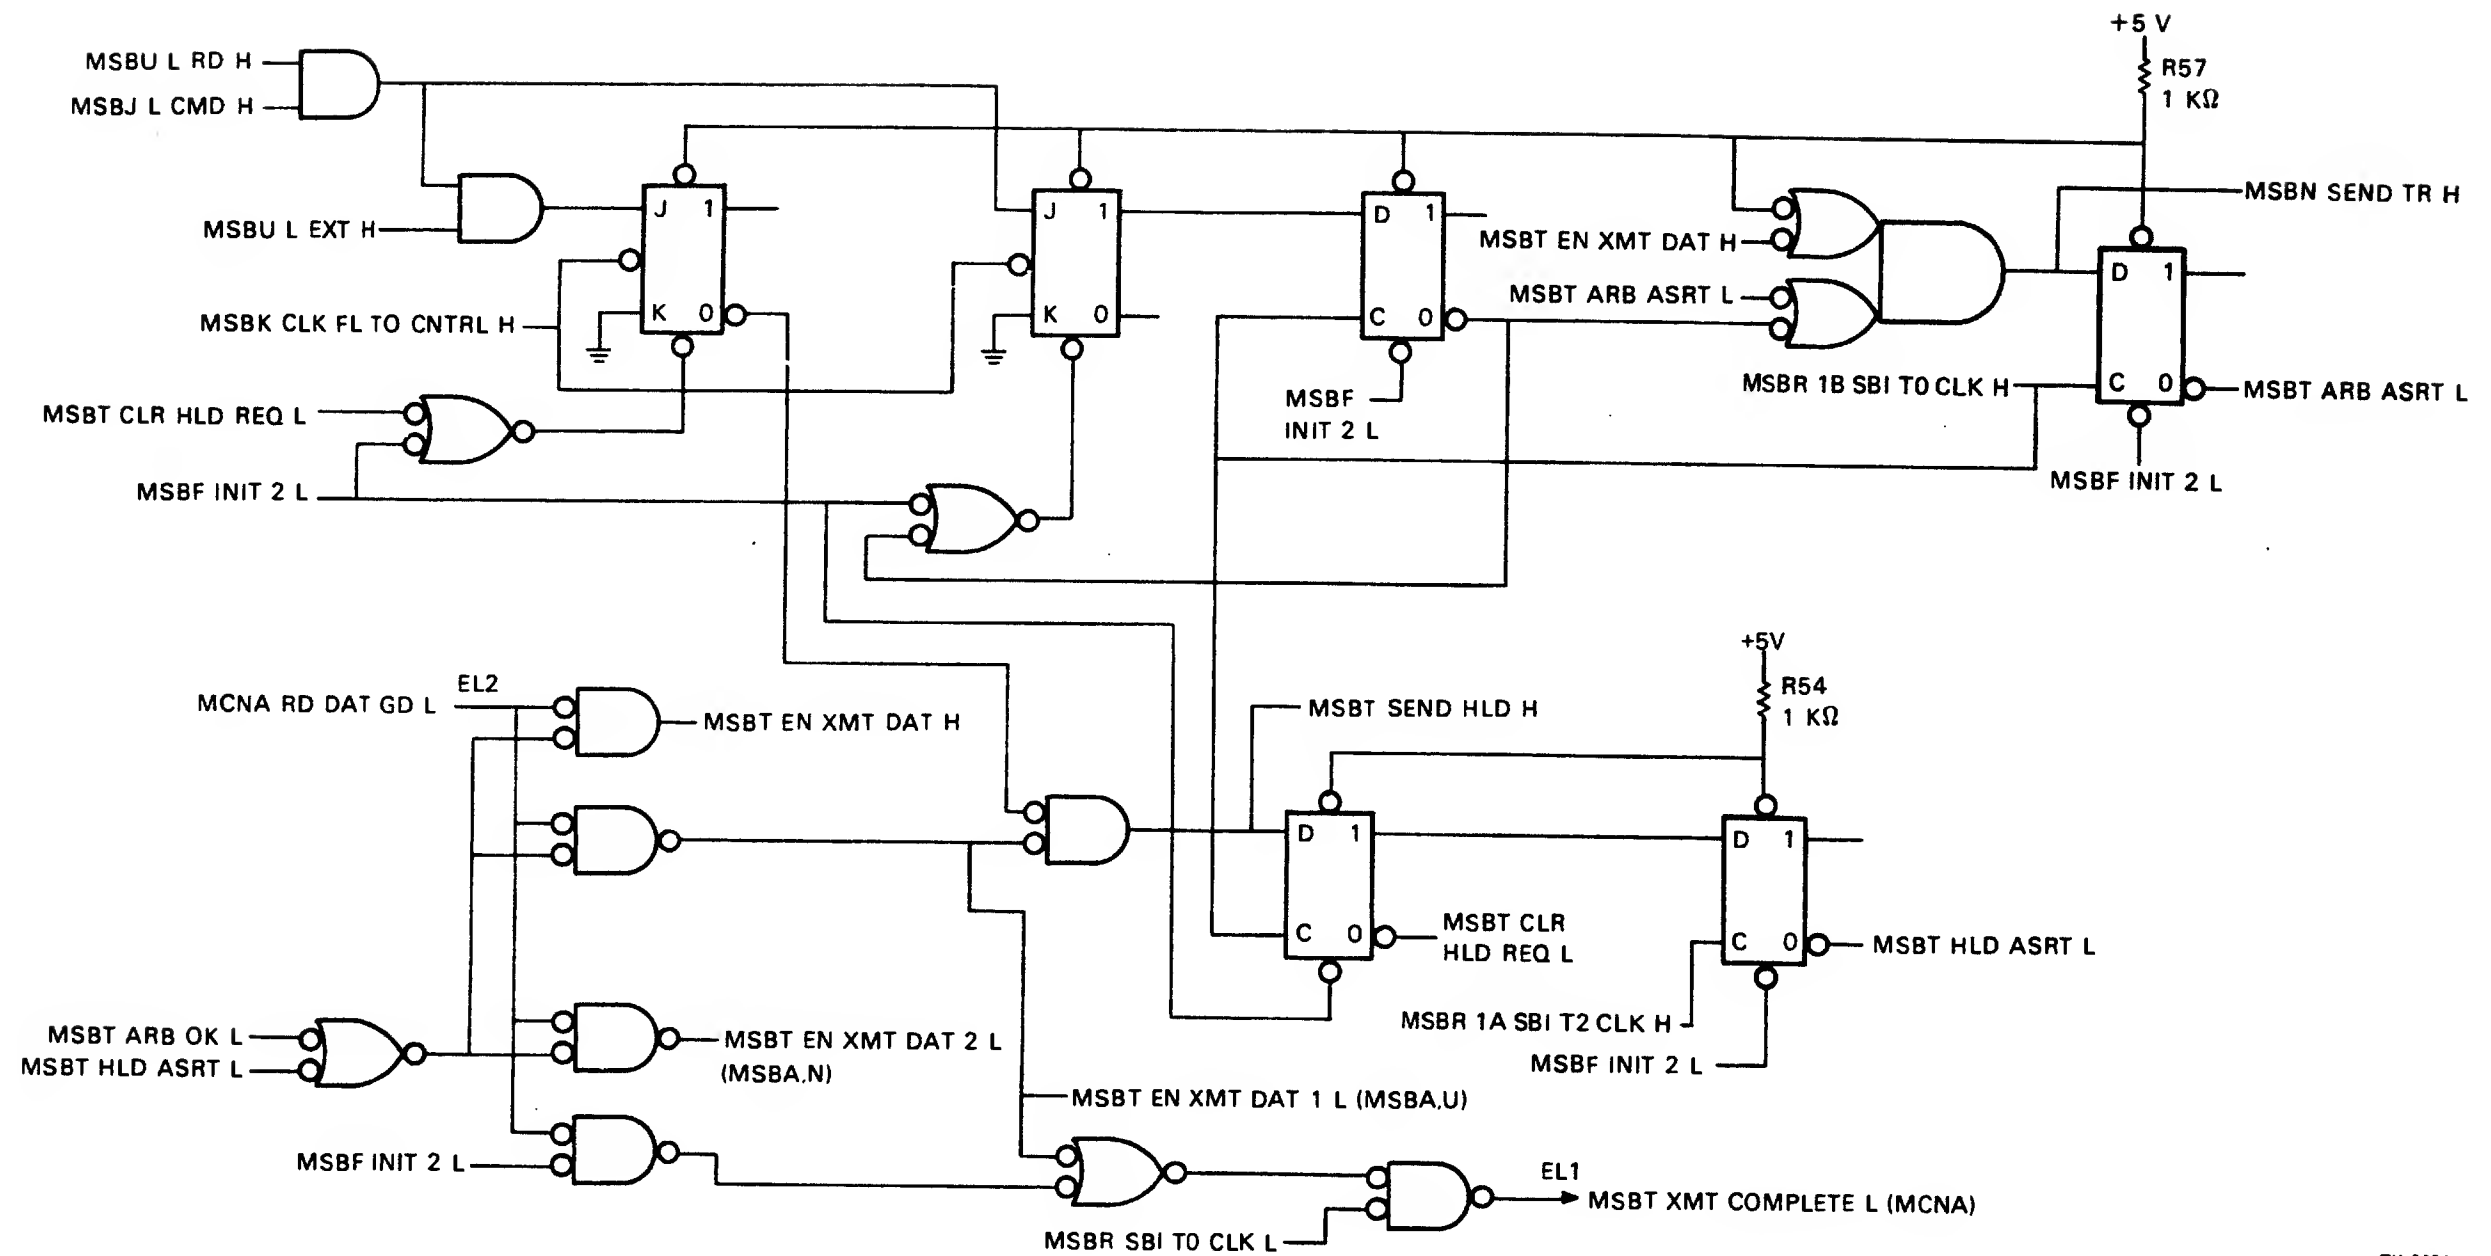 +5 V
R57
1 KΩ
MSBU L RD H
MSBJ L CMD H
MSBU L EXT H
MSBK CLK FL TO CNTRL H
J 1
K 0
J 1
K 0
D 1
C 0
MSBF
INIT 2 L
MSBT EN XMT DAT H
MSBT ARB ASRT L
MSBN SEND TR H
D 1
C 0
MSBR 1B SBI T0 CLK H
MSBT ARB ASRT L
MSBF INIT 2 L
MSBT CLR HLD REQ L
MSBF INIT 2 L
MCNA RD DAT GD L
EL2
MSBT EN XMT DAT H
MSBT SEND HLD H
+5V
R54
1 KΩ
D 1
C 0
MSBT CLR
HLD REQ L
D 1
C 0
MSBT HLD ASRT L
MSBR 1A SBI T2 CLK H
MSBF INIT 2 L
MSBT ARB OK L
MSBT HLD ASRT L
MSBT EN XMT DAT 2 L
(MSBA,N)
MSBT EN XMT DAT 1 L (MSBA,U)
MSBF INIT 2 L
EL1
MSBT XMT COMPLETE L (MCNA)
MSBR SBI T0 CLK L